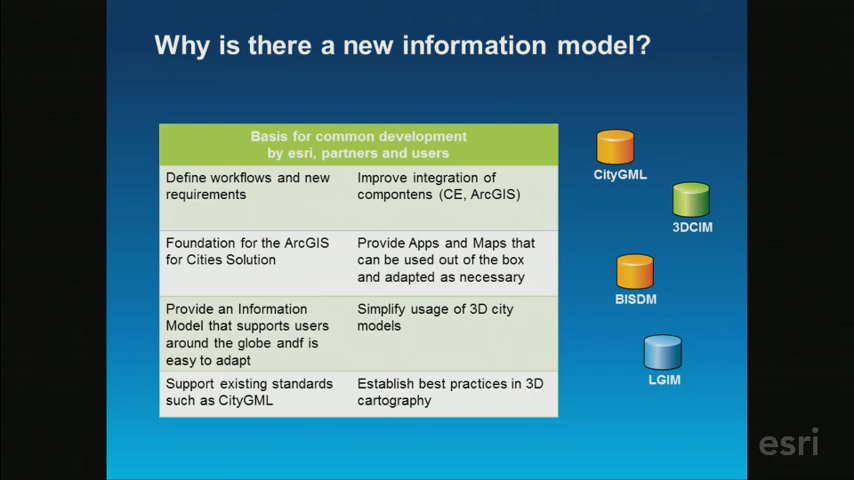 Why is there a new information model?
Basis for common development
by esri, partners and users
Define workflows and new
requirements
Improve integration of
compontens (CE, ArcGIS)
Foundation for the ArcGIS
for Cities Solution
Provide Apps and Maps that
can be used out of the box
and adapted as necessary
Provide an Information
Model that supports users
around the globe andf is
easy to adapt
Simplify usage of 3D city
models
Support existing standards
such as CityGML
Establish best practices in 3D
cartography
CityGML
3DCIM
BISDM
LGIM
esri